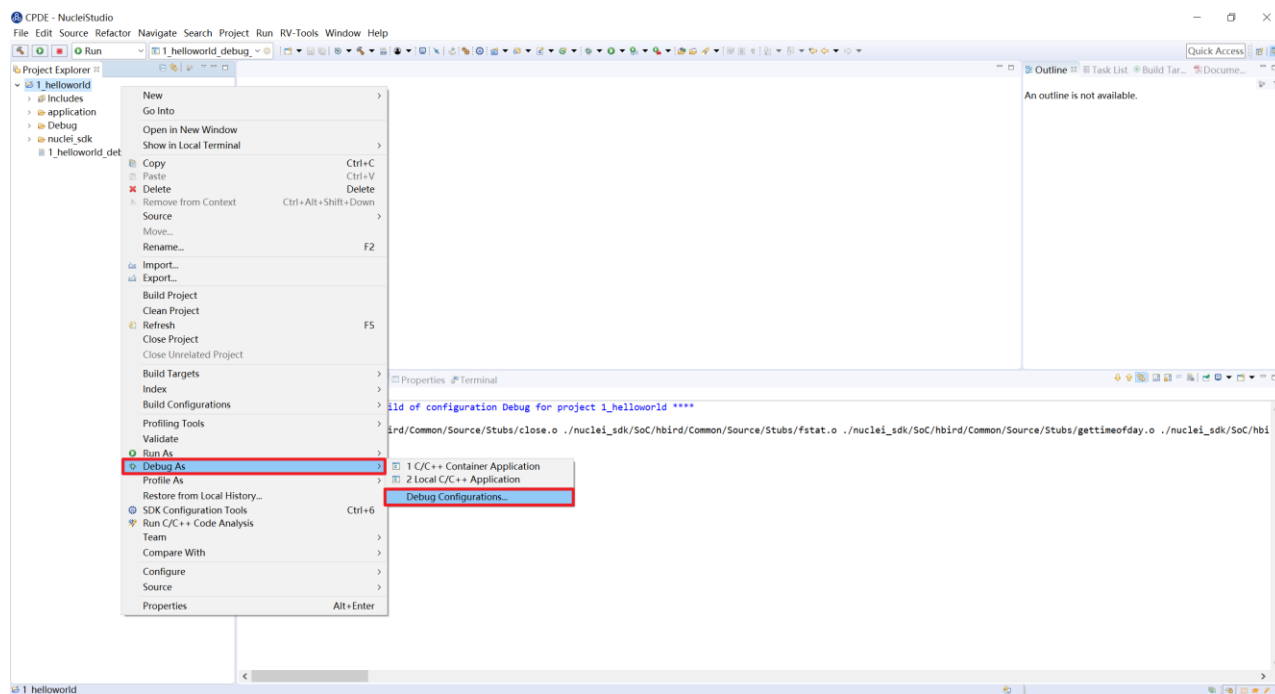 CPDE - NucleiStudio
File Edit Source Refactor Navigate Search Project Run RV-Tools Window Help
Run 1_helloworld_debug_ Quick Access
Project Explorer
1_helloworld
Includes
application
Debug
nuclei_sdk
1_helloworld_det
New
Go Into
Open in New Window
Show in Local Terminal
Copy Ctrl+C
Paste Ctrl+V
Delete Delete
Remove from Context Ctrl+Alt+Shift+Down
Source
Move...
Rename... F2
Import...
Export...
Build Project
Clean Project
Refresh F5
Close Project
Close Unrelated Project
Build Targets
Index
Build Configurations
Profiling Tools
Validate
Run As
Debug As
Profile As
Restore from Local History...
SDK Configuration Tools Ctrl+6
Run C/C++ Code Analysis
Team
Compare With
Configure
Source
Properties Alt+Enter
1 C/C++ Container Application
2 Local C/C++ Application
Debug Configurations...
Outline Task List Build Tar... Docume...
An outline is not available.
Properties Terminal
ild of configuration Debug for project 1_helloworld ****
ird/Common/Source/Stubs/close.o ./nuclei_sdk/SoC/hbird/Common/Source/Stubs/fstat.o ./nuclei_sdk/SoC/hbird/Common/Source/Stubs/gettimeofday.o ./nuclei_sdk/SoC/hbi
1_helloworld